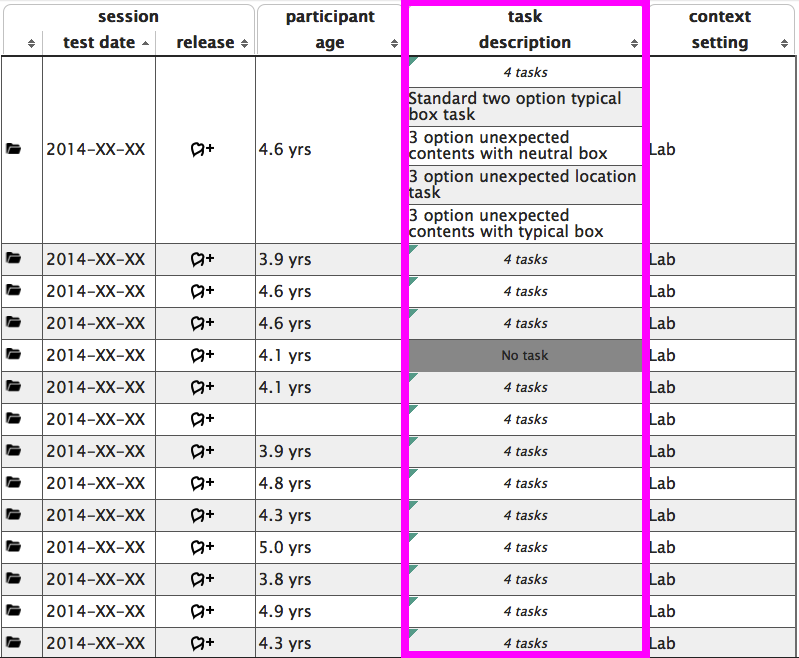 session participant task context
test date release age description setting
4 tasks
Standard two option typical
box task
3 option unexpected
contents with neutral box
2014-XX-XX + 4.6 yrs Lab
3 option unexpected location
task
3 option unexpected
contents with typical box
2014-XX-XX + 3.9 yrs 4 tasks Lab
2014-XX-XX + 4.6 yrs 4 tasks Lab
2014-XX-XX + 4.6 yrs 4 tasks Lab
2014-XX-XX + 4.1 yrs No task Lab
2014-XX-XX + 4.1 yrs 4 tasks Lab
2014-XX-XX + 4 tasks Lab
2014-XX-XX + 3.9 yrs 4 tasks Lab
2014-XX-XX + 4.8 yrs 4 tasks Lab
2014-XX-XX + 4.3 yrs 4 tasks Lab
2014-XX-XX + 5.0 yrs 4 tasks Lab
2014-XX-XX + 3.8 yrs 4 tasks Lab
2014-XX-XX + 4.9 yrs 4 tasks Lab
2014-XX-XX + 4.3 yrs 4 tasks Lab